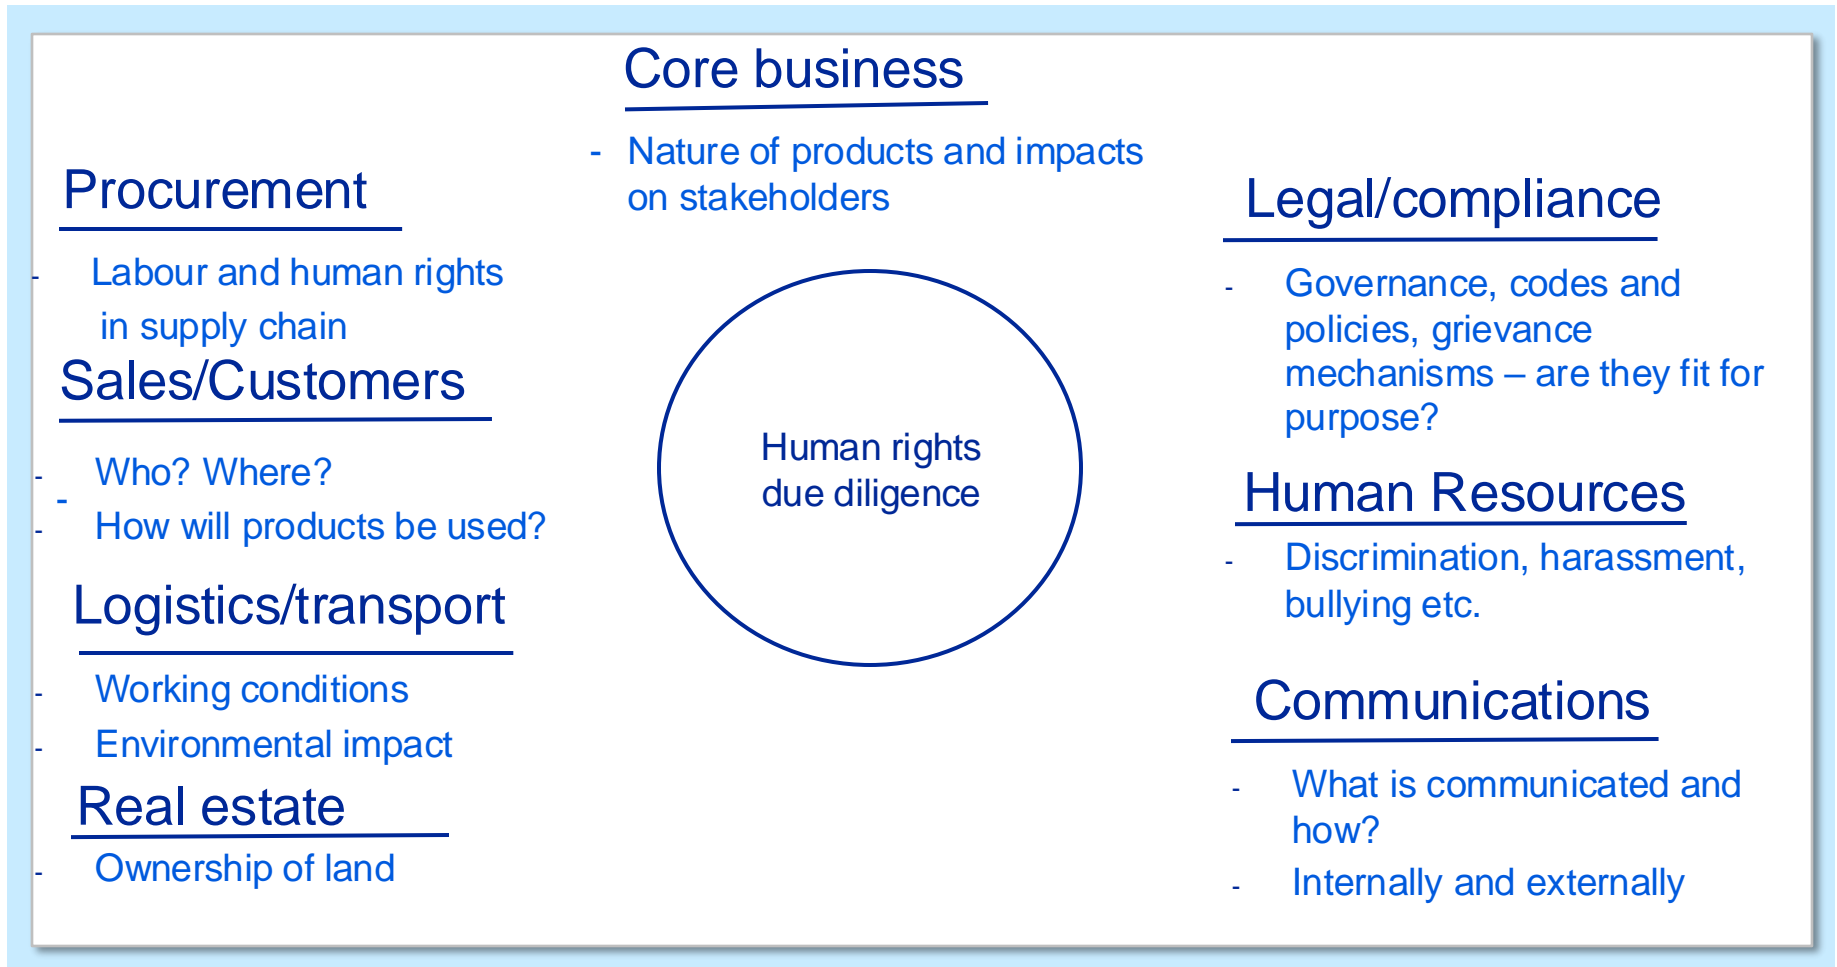 Core business
- Nature of products and impacts
on stakeholders
Procurement
- Labour and human rights
in supply chain
Sales/Customers
- Who? Where?
-
- How will products be used?
Logistics/transport
- Working conditions
- Environmental impact
Real estate
- Ownership of land
Human rights
due diligence
Legal/compliance
- Governance, codes and
policies, grievance
mechanisms – are they fit for
purpose?
Human Resources
- Discrimination, harassment,
bullying etc.
Communications
- What is communicated and
how?
- Internally and externally